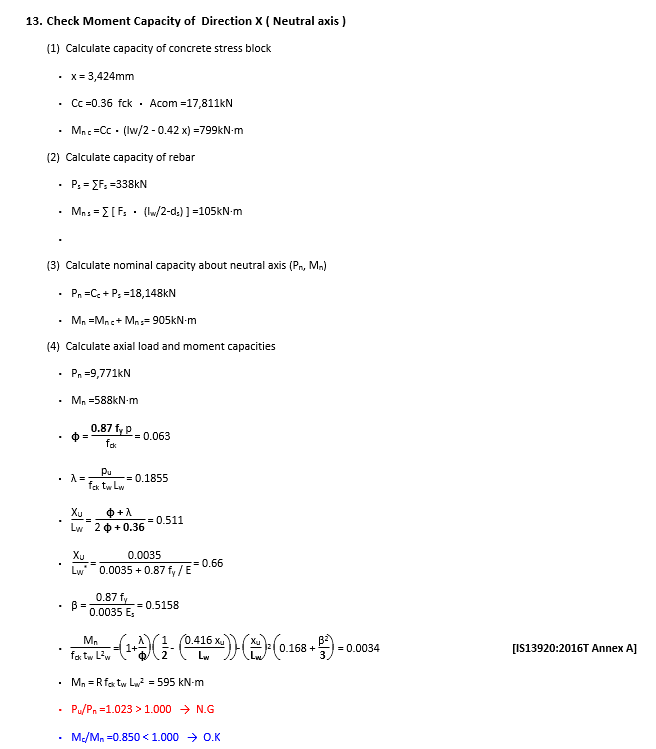 13. Check Moment Capacity of Direction X ( Neutral axis )
(1) Calculate capacity of concrete stress block
· x = 3,424mm
· Cc =0.36 fck · Acom =17,811kN
· Mn c =Cc · (lw/2 - 0.42 x) =799kN·m
(2) Calculate capacity of rebar
· Ps = ∑Fs =338kN
· Mn s = ∑ [ Fs · (lw/2-ds) ] =105kN·m
·
(3) Calculate nominal capacity about neutral axis (Pn, Mn)
· Pn =Cc + Ps =18,148kN
· Mn =Mn c + Mn s= 905kN·m
(4) Calculate axial load and moment capacities
· Pn =9,771kN
· Mn =588kN·m
· ϕ = 0.87 fy p / fck = 0.063
· λ = pu / fck tw Lw = 0.1855
· Xu / Lw = ϕ + λ / 2 ϕ + 0.36 = 0.511
· Xu / Lw* = 0.0035 / 0.0035 + 0.87 fy / E = 0.66
· β = 0.87 fy / 0.0035 Es = 0.5158
· Mn / fck tw L²w = (1+ λ/ϕ) (1/2 - (0.416 xu / Lw)) - (xu / Lw)² (0.168 + β²/3) = 0.0034 [IS13920:2016T Annex A]
· Mn = R fck tw Lw² = 595 kN·m
· Pu/Pn =1.023 > 1.000 → N.G
· Mc/Mn =0.850 < 1.000 → O.K